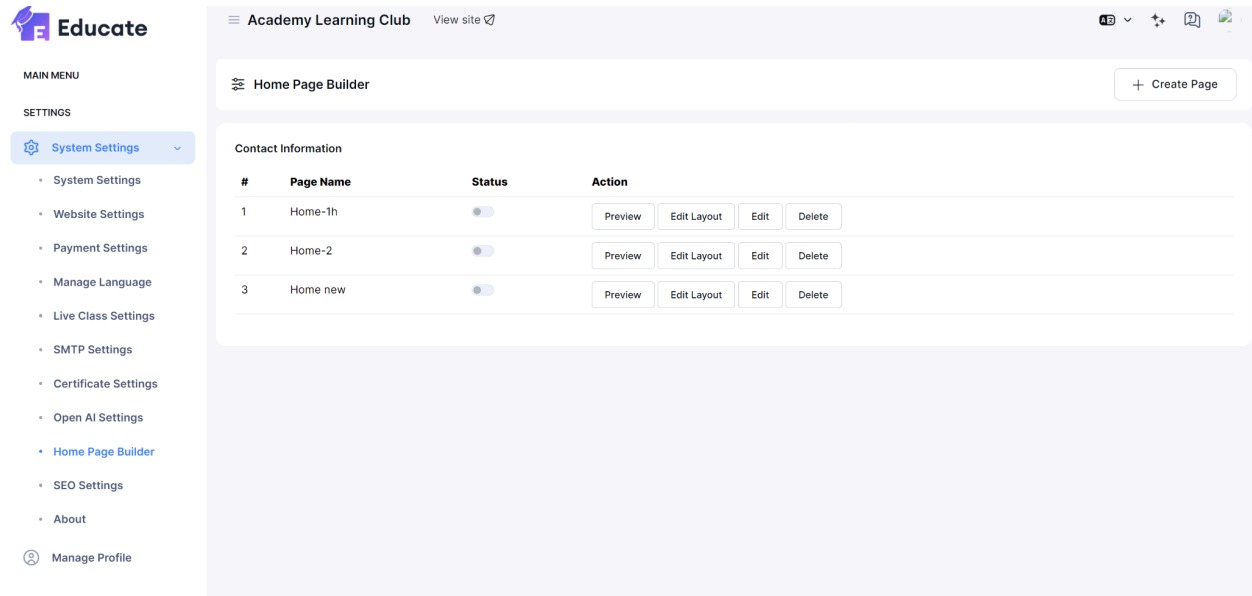 Educate
Academy Learning Club View site
MAIN MENU
SETTINGS
System Settings
System Settings
Website Settings
Payment Settings
Manage Language
Live Class Settings
SMTP Settings
Certificate Settings
Open AI Settings
Home Page Builder
SEO Settings
About
Manage Profile
Home Page Builder
Create Page
Contact Information
# Page Name Status Action
1 Home-1h Preview Edit Layout Edit Delete
2 Home-2 Preview Edit Layout Edit Delete
3 Home new Preview Edit Layout Edit Delete